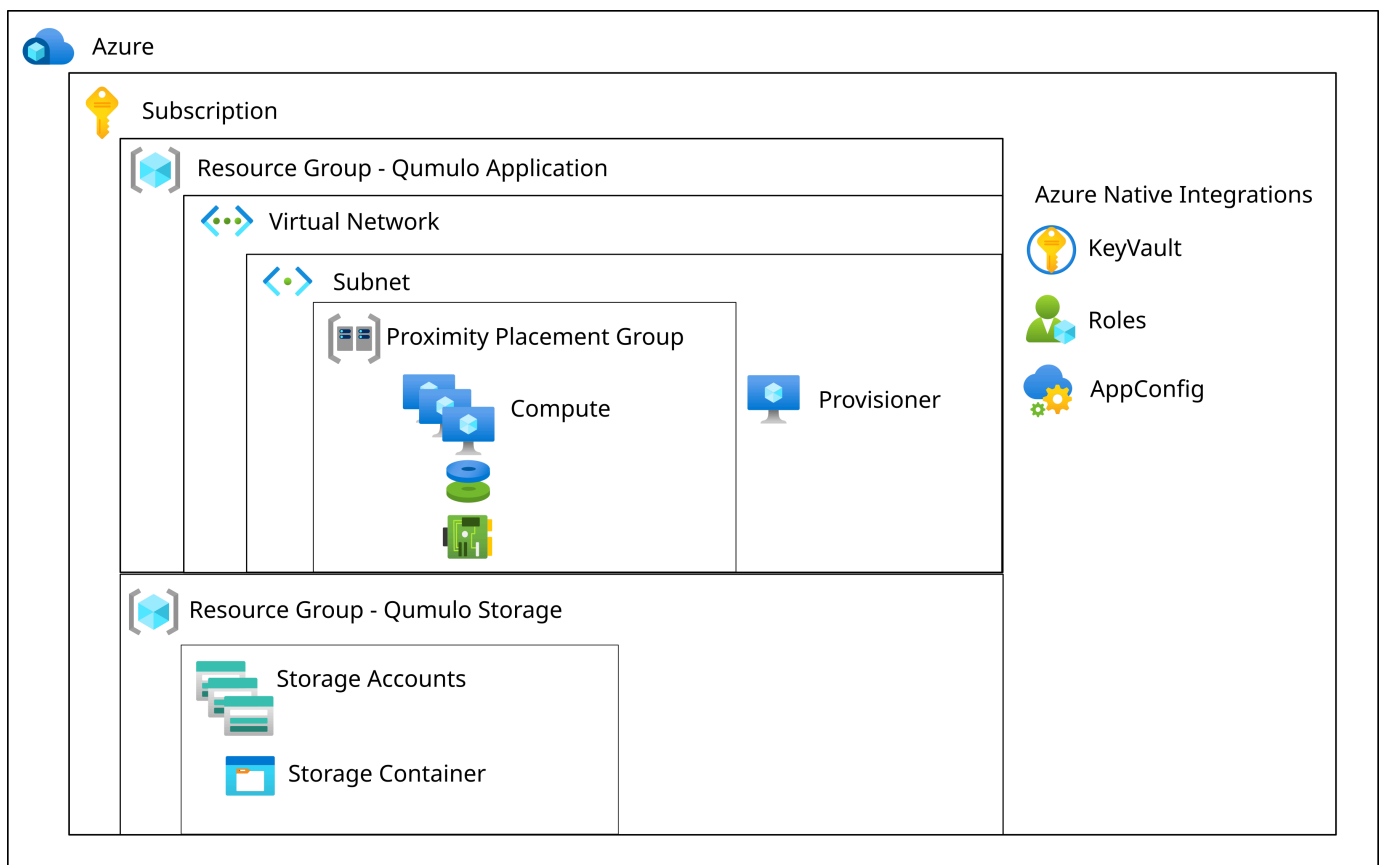 Azure
Subscription
Resource Group - Qumulo Application
Virtual Network
Subnet
Proximity Placement Group
Compute
Provisioner
Azure Native Integrations
KeyVault
Roles
AppConfig
Resource Group - Qumulo Storage
Storage Accounts
Storage Container